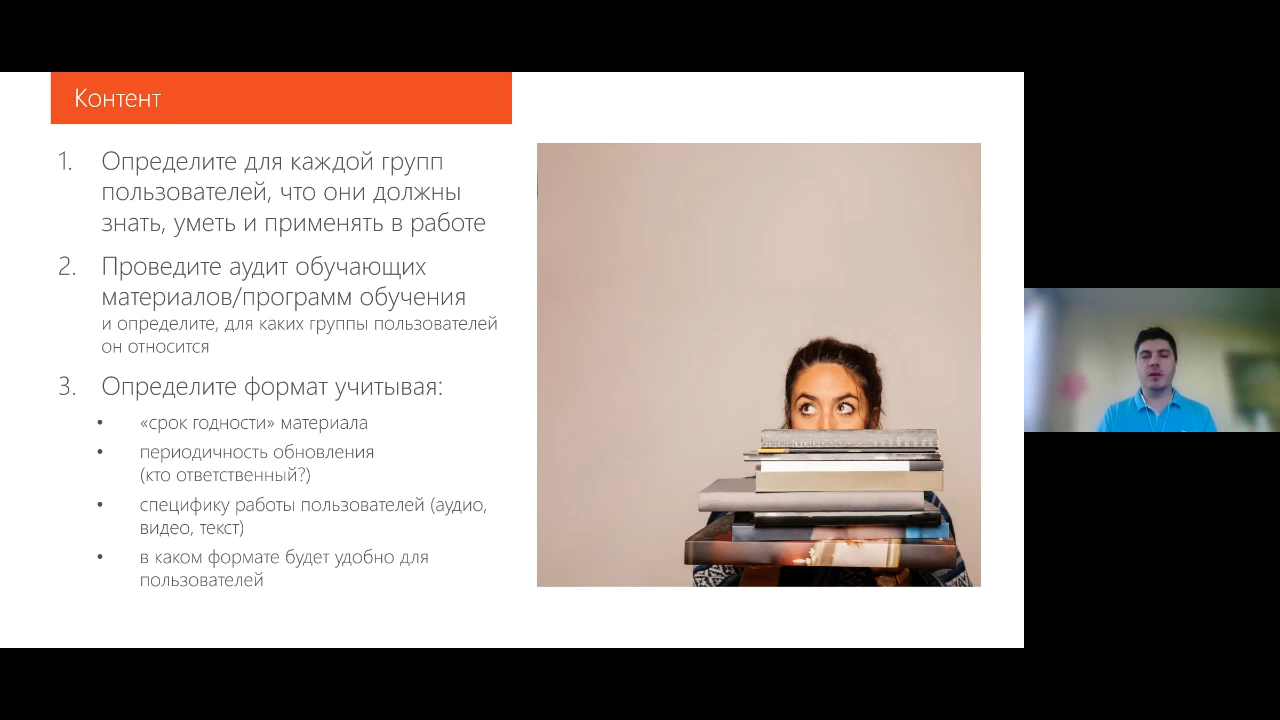 Контент
1. Определите для каждой групп
пользователей, что они должны
знать, уметь и применять в работе
2. Проведите аудит обучающих
материалов/программ обучения
и определите, для каких группы пользователей
он относится
3. Определите формат учитывая:
• «срок годности» материала
• периодичность обновления
(кто ответственный?)
• специфику работы пользователей (аудио,
видео, текст)
• в каком формате будет удобно для
пользователей